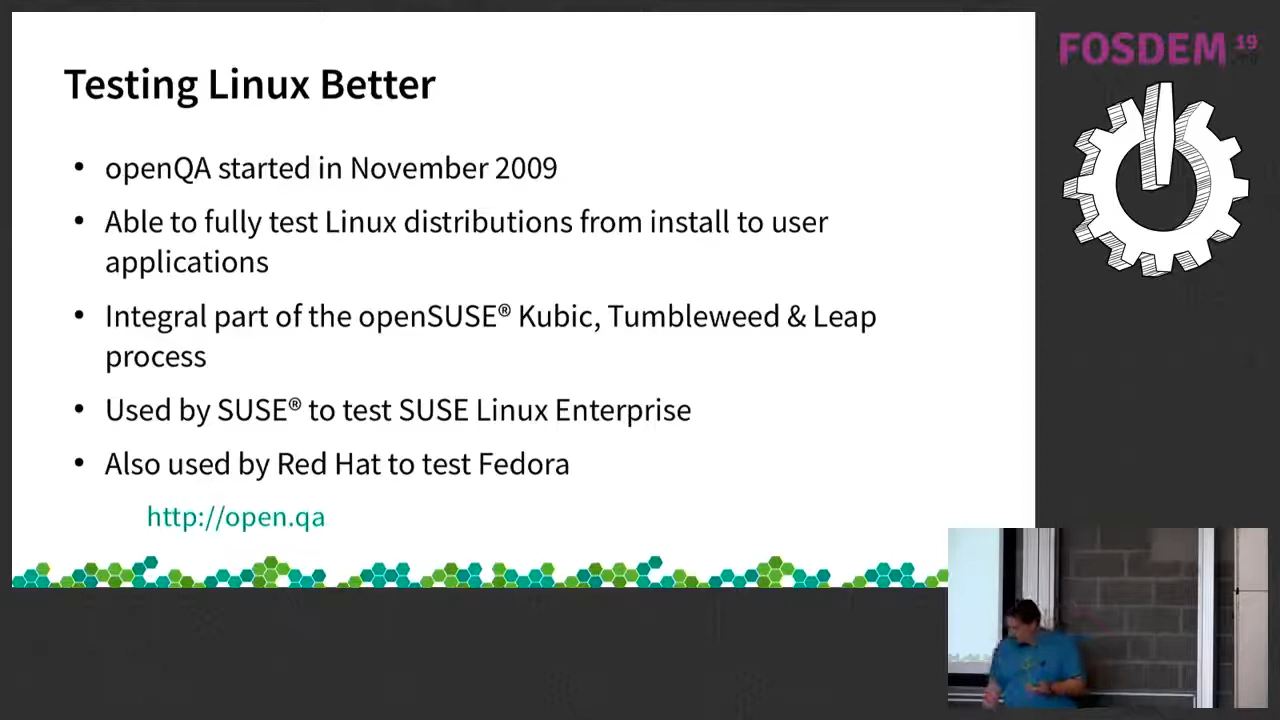 Testing Linux Better
• openQA started in November 2009
• Able to fully test Linux distributions from install to user
applications
• Integral part of the openSUSE® Kubic, Tumbleweed & Leap
process
• Used by SUSE® to test SUSE Linux Enterprise
• Also used by Red Hat to test Fedora
http://open.qa
FOSDEM 19